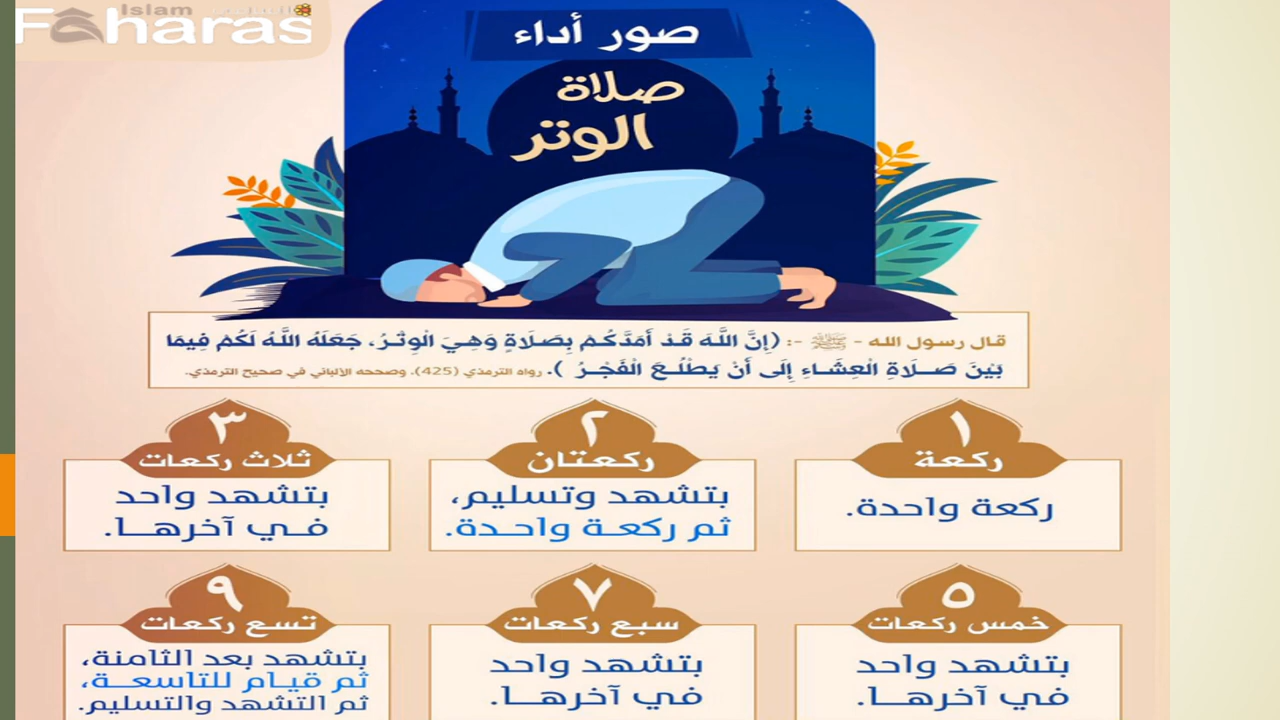 Islam
Foharas
صور أداء
صلاة
الوتر
قال رسول الله - ﷺ -: (إِنَّ اللَّهَ قَدْ أَمَدَّكُمْ بِصَلَاةٍ وَهِيَ الْوِتْرُ، جَعَلَهُ اللَّهُ لَكُمْ فِيمَا
بَيْنَ صَلَاةِ الْعِشَاءِ إِلَى أَنْ يَطْلُعَ الْفَجْرُ). رواه الترمذي (425)، وصححه الألباني في صحيح الترمذي.
١
ركعة
ركعة واحدة.
٢
ركعتان
بتشهد وتسليم،
ثم ركعة واحدة.
٣
ثلاث ركعات
بتشهد واحد
في آخرها.
٥
خمس ركعات
بتشهد واحد
في آخرها.
٧
سبع ركعات
بتشهد واحد
في آخرها.
٩
تسع ركعات
بتشهد بعد الثامنة،
ثم قيام للتاسعة،
ثم التشهد والتسليم.